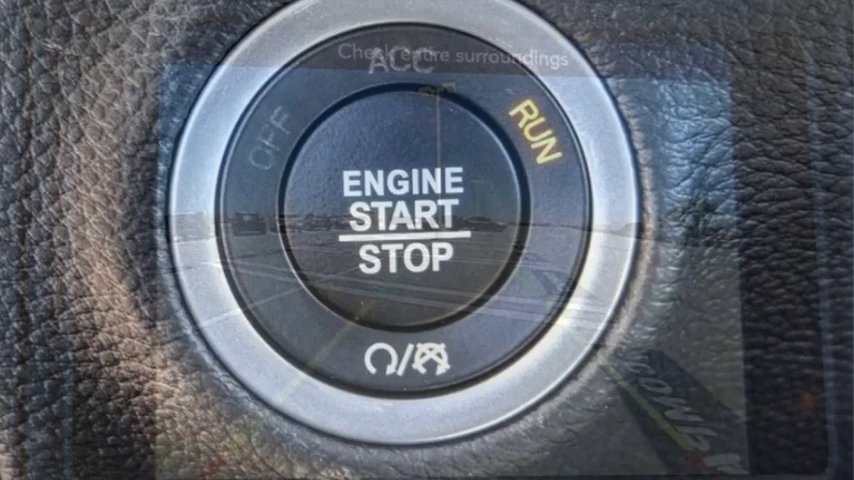 Check entire surroundings
ACC
OFF
RUN
ENGINE
START
STOP